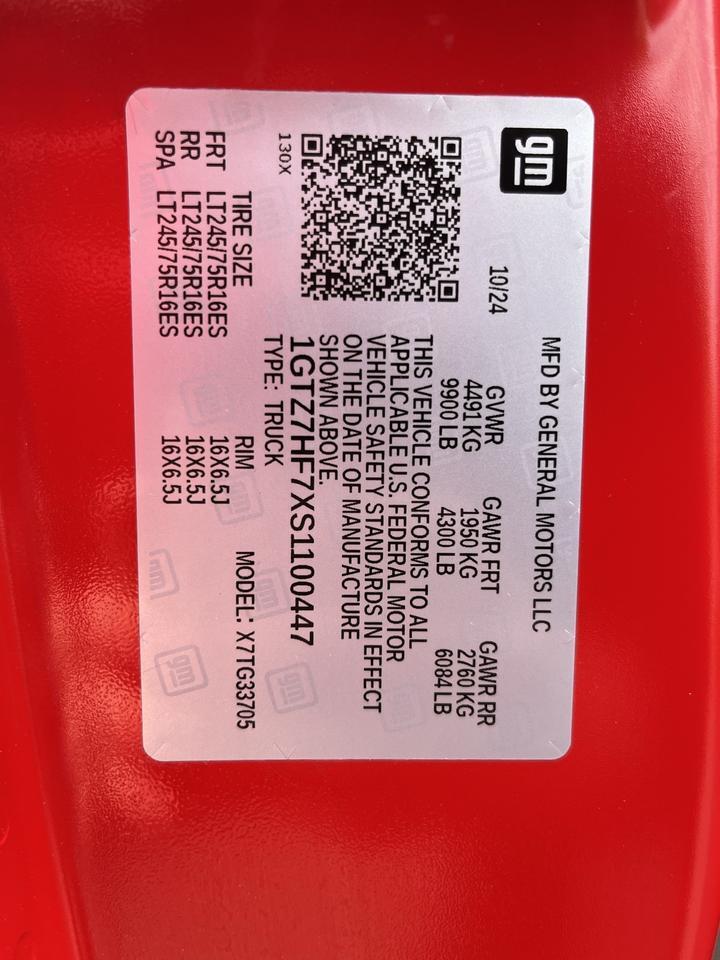 gm
MFD BY GENERAL MOTORS LLC
10/24
GVWR GAWR FRT GAWR RR
4491 KG 1950 KG 2760 KG
9900 LB 4300 LB 6084 LB
THIS VEHICLE CONFORMS TO ALL
APPLICABLE U.S. FEDERAL MOTOR
VEHICLE SAFETY STANDARDS IN EFFECT
ON THE DATE OF MANUFACTURE
SHOWN ABOVE.
1GTZ7HF7XS1100447
130X
TYPE: TRUCK
TIRE SIZE RIM MODEL: X7TG33705
FRT LT245/75R16ES 16X6.5J
RR LT245/75R16ES 16X6.5J
SPA LT245/75R16ES 16X6.5J